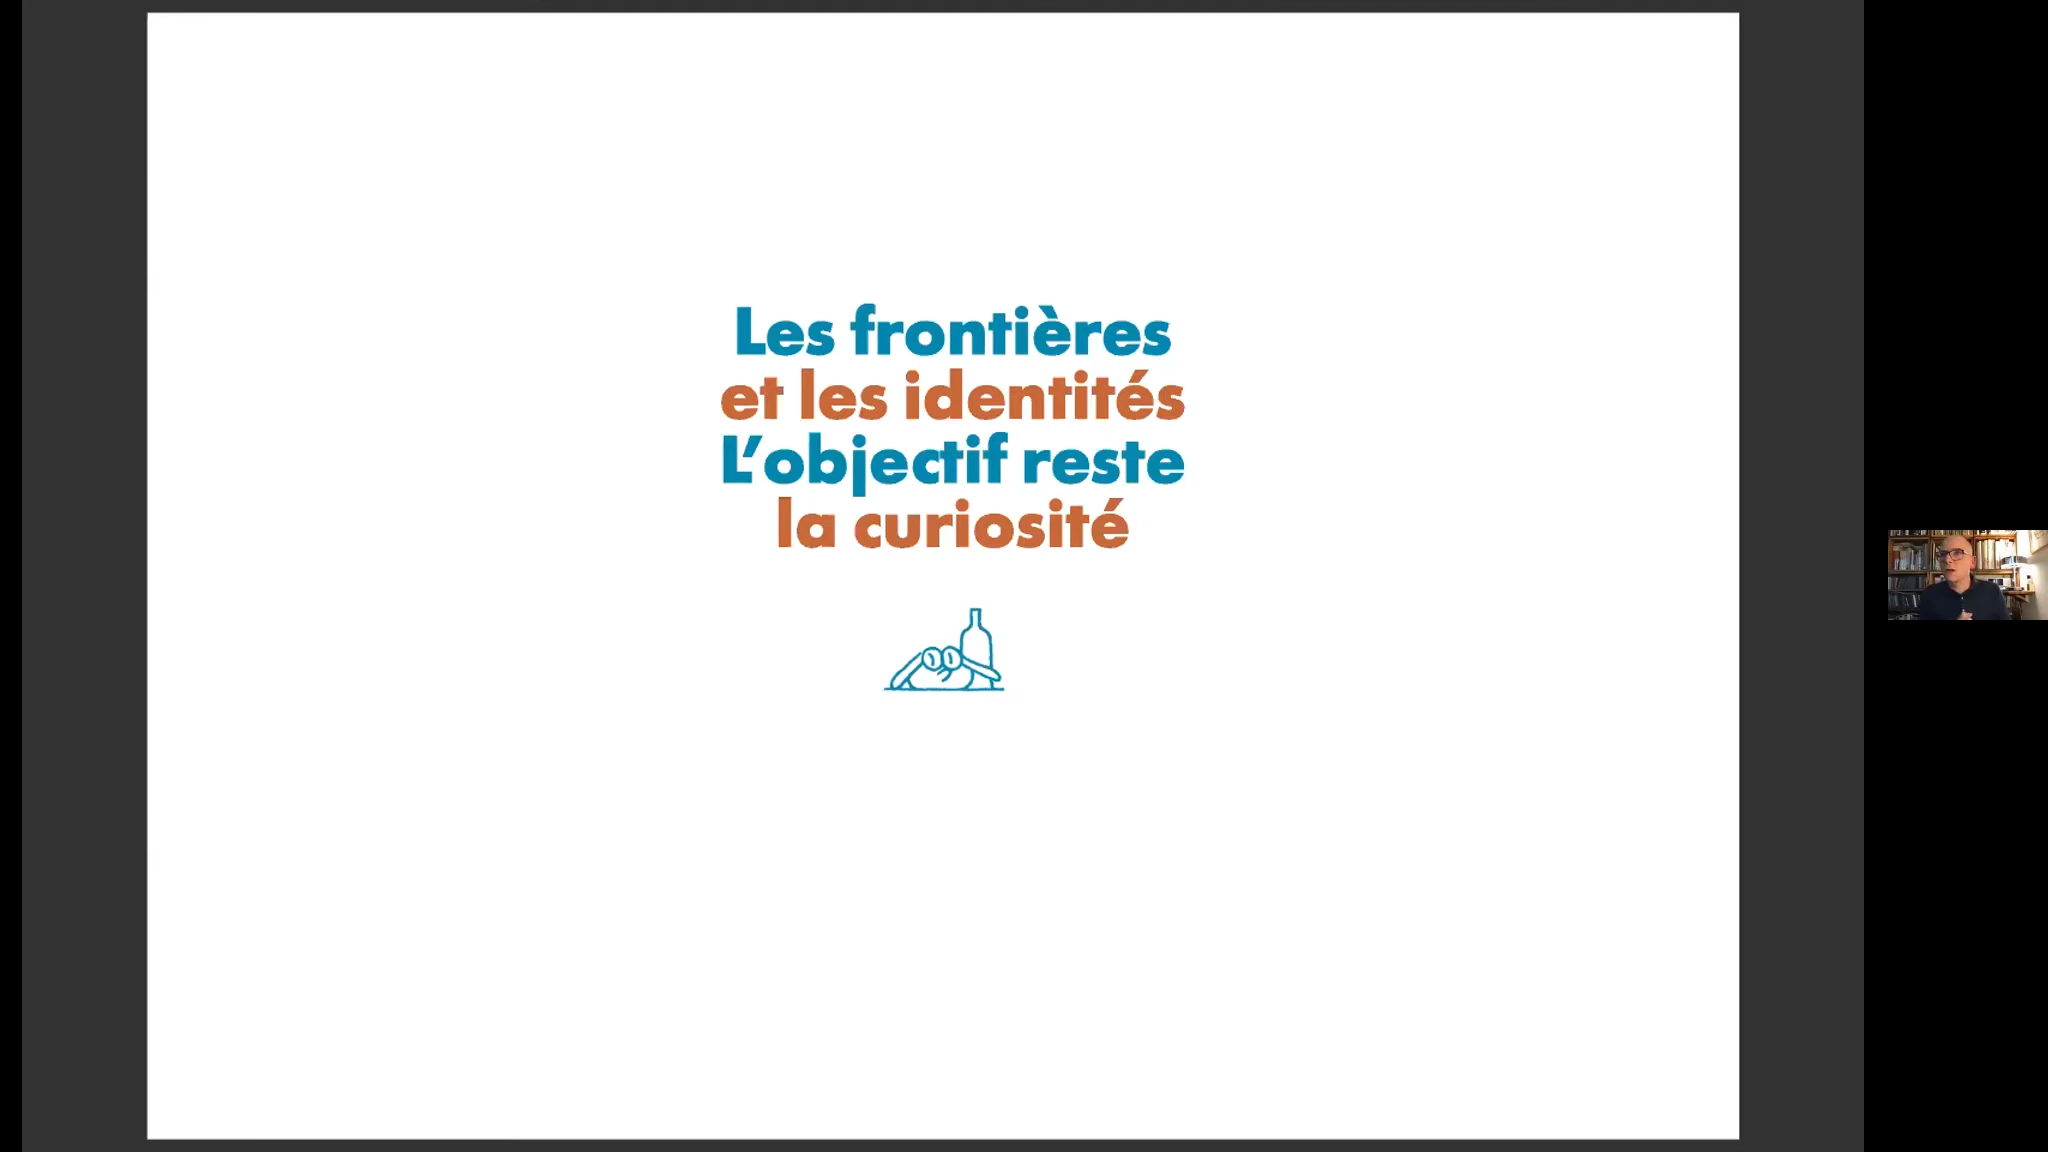 Les frontières
et les identités
L’objectif reste
la curiosité